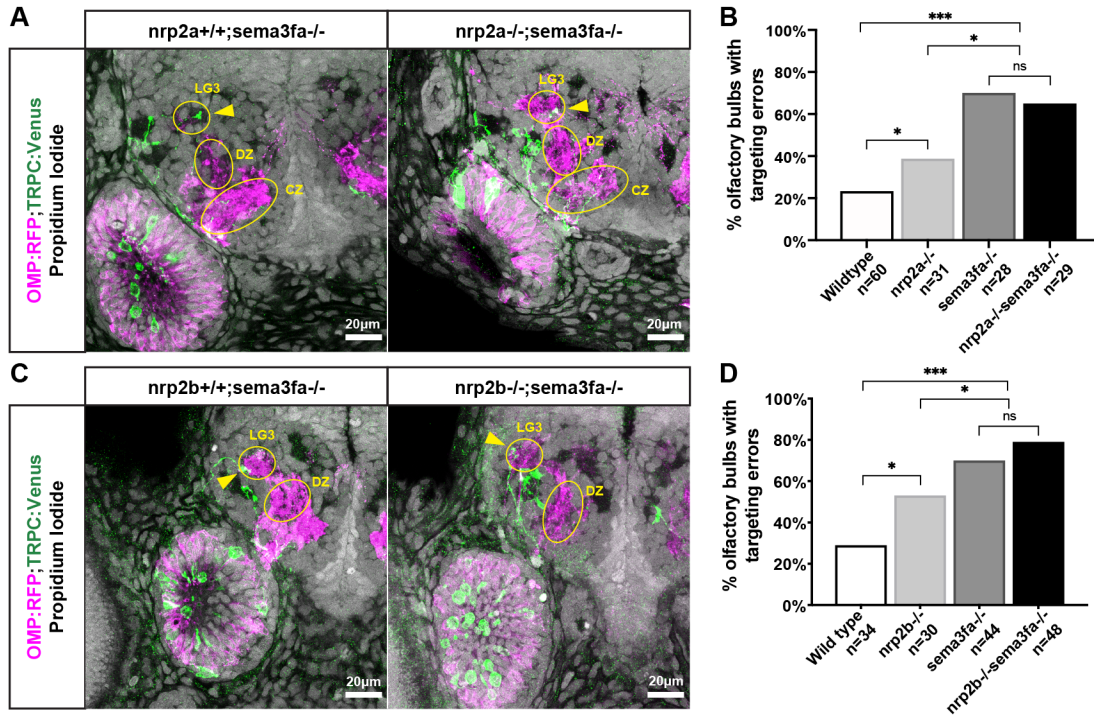 A
nrp2a+/+;sema3fa-/-
nrp2a-/-;sema3fa-/-
OMP:RFP;TRPC:Venus
Propidium Iodide
LG3
DZ
CZ
20µm
LG3
DZ
CZ
20µm
B
% olfactory bulbs with
targeting errors
100%
80%
60%
40%
20%
0%
***
*
ns
*
Wildtype
n=60
nrp2a-/-
n=31
sema3fa-/-
n=28
nrp2a-/-sema3fa-/-
n=29
C
nrp2b+/+;sema3fa-/-
nrp2b-/-;sema3fa-/-
OMP:RFP;TRPC:Venus
Propidium Iodide
LG3
DZ
20µm
LG3
DZ
20µm
D
% olfactory bulbs with
targeting errors
100%
80%
60%
40%
20%
0%
***
*
ns
*
Wild type
n=34
nrp2b-/-
n=30
sema3fa-/-
n=44
nrp2b-/-sema3fa-/-
n=48